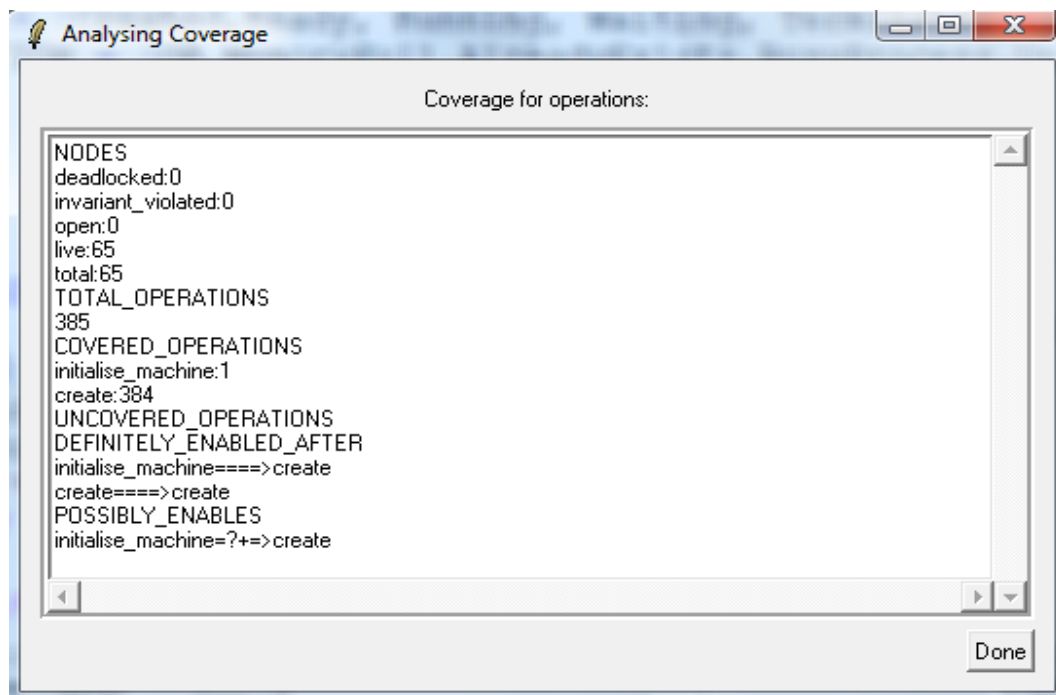 Analysing Coverage
Coverage for operations:
NODES
deadlocked:0
invariant_violated:0
open:0
live:65
total:65
TOTAL_OPERATIONS
385
COVERED_OPERATIONS
initialise_machine:1
create:384
UNCOVERED_OPERATIONS
DEFINITELY_ENABLED_AFTER
initialise_machine====>create
create====>create
POSSIBLY_ENABLES
initialise_machine=?+=>create
Done